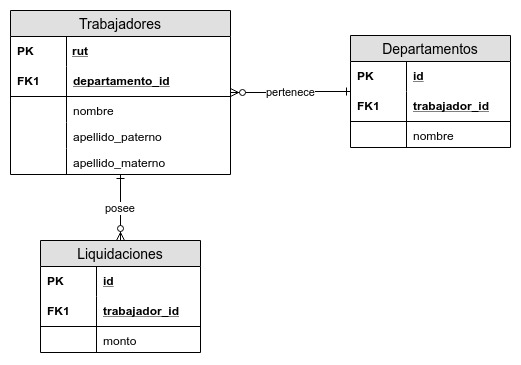 Trabajadores
PK rut
FK1 departamento_id
nombre
apellido_paterno
apellido_materno
pertenece
Departamentos
PK id
FK1 trabajador_id
nombre
posee
Liquidaciones
PK id
FK1 trabajador_id
monto